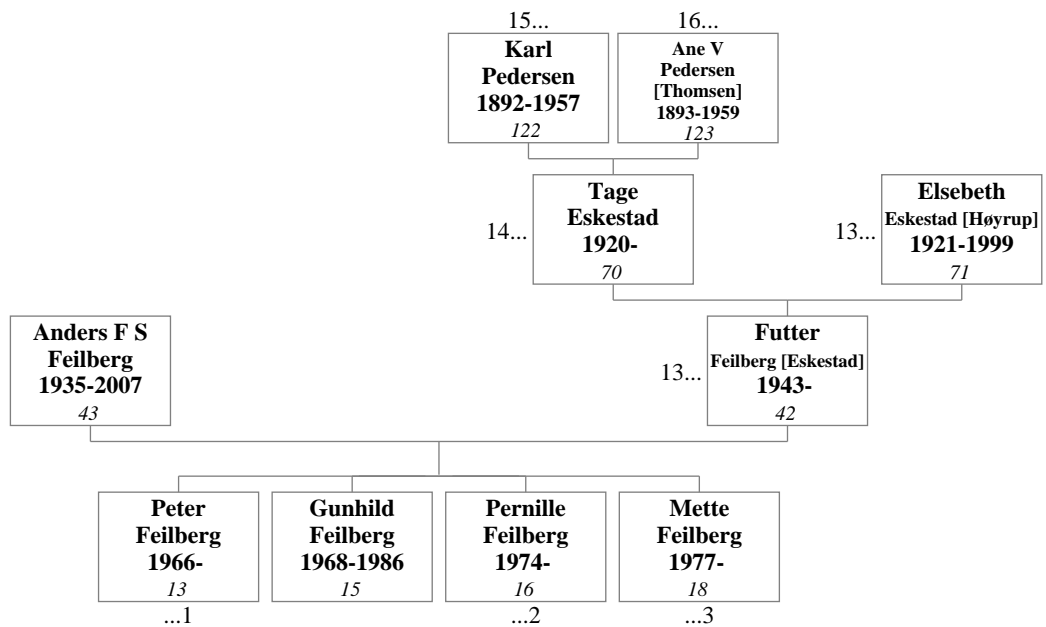 15...
16...
Karl
Pedersen
1892-1957
122
Ane V
Pedersen
[Thomsen]
1893-1959
123
14...
Tage
Eskestad
1920-
70
13...
Elsebeth
Eskestad [Høyrup]
1921-1999
71
Anders F S
Feilberg
1935-2007
43
13...
Futter
Feilberg [Eskestad]
1943-
42
Peter
Feilberg
1966-
13
...1
Gunhild
Feilberg
1968-1986
15
Pernille
Feilberg
1974-
16
...2
Mette
Feilberg
1977-
18
...3